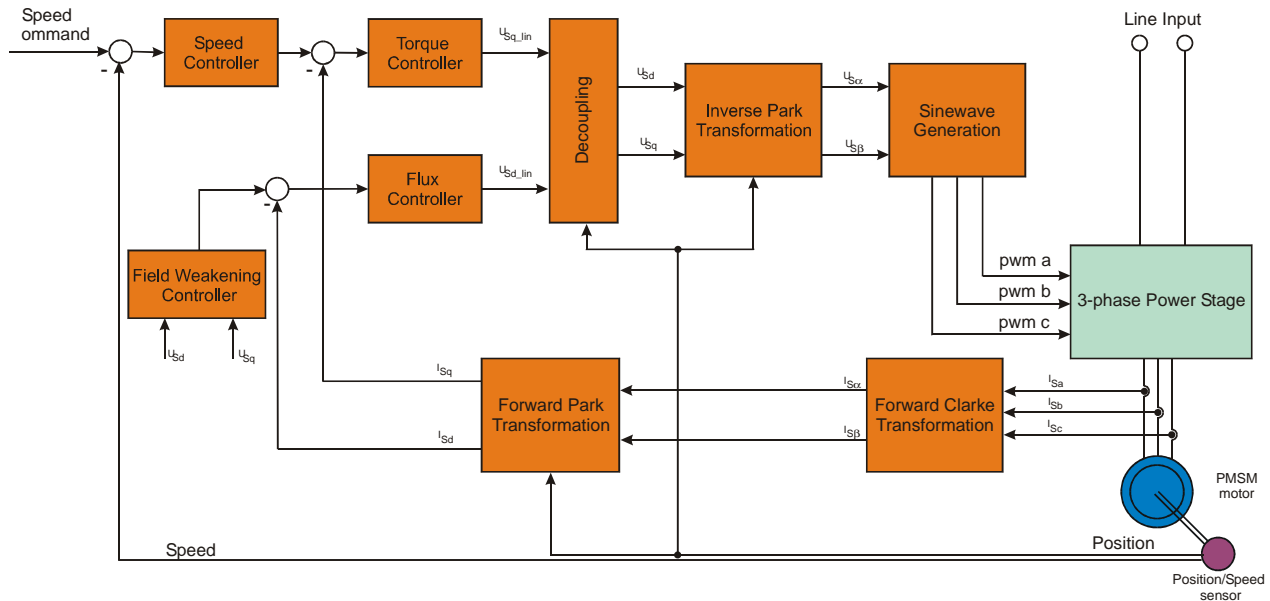 Speed
ommand
Speed
Controller
Torque
Controller
USq_lin
Decoupling
USd
USq
Inverse Park
Transformation
USα
USβ
Sinewave
Generation
Line Input
Flux
Controller
USd_lin
Field Weakening
Controller
USd
USq
pwm a
pwm b
pwm c
3-phase Power Stage
ISq
ISd
Forward Park
Transformation
ISα
ISβ
Forward Clarke
Transformation
ISa
ISb
ISc
PMSM
motor
Speed
Position
Position/Speed
sensor
-
-
-